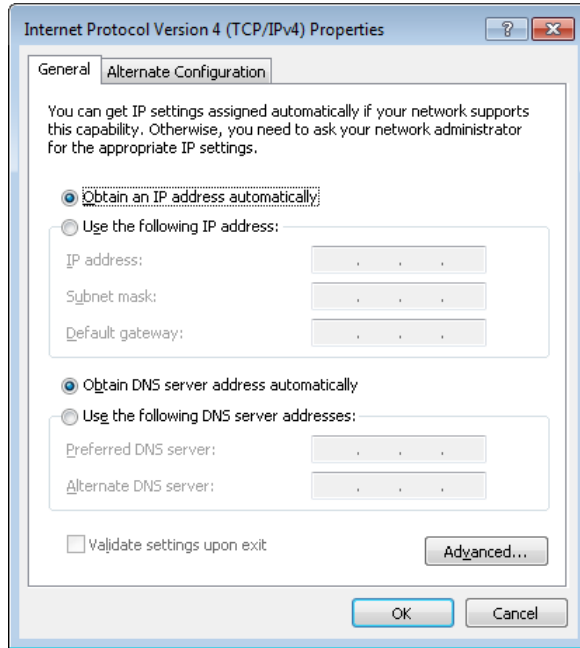 Internet Protocol Version 4 (TCP/IPv4) Properties
General
Alternate Configuration
You can get IP settings assigned automatically if your network supports
this capability. Otherwise, you need to ask your network administrator
for the appropriate IP settings.
Obtain an IP address automatically
Use the following IP address:
IP address:
Subnet mask:
Default gateway:
Obtain DNS server address automatically
Use the following DNS server addresses:
Preferred DNS server:
Alternate DNS server:
Validate settings upon exit
Advanced...
OK
Cancel